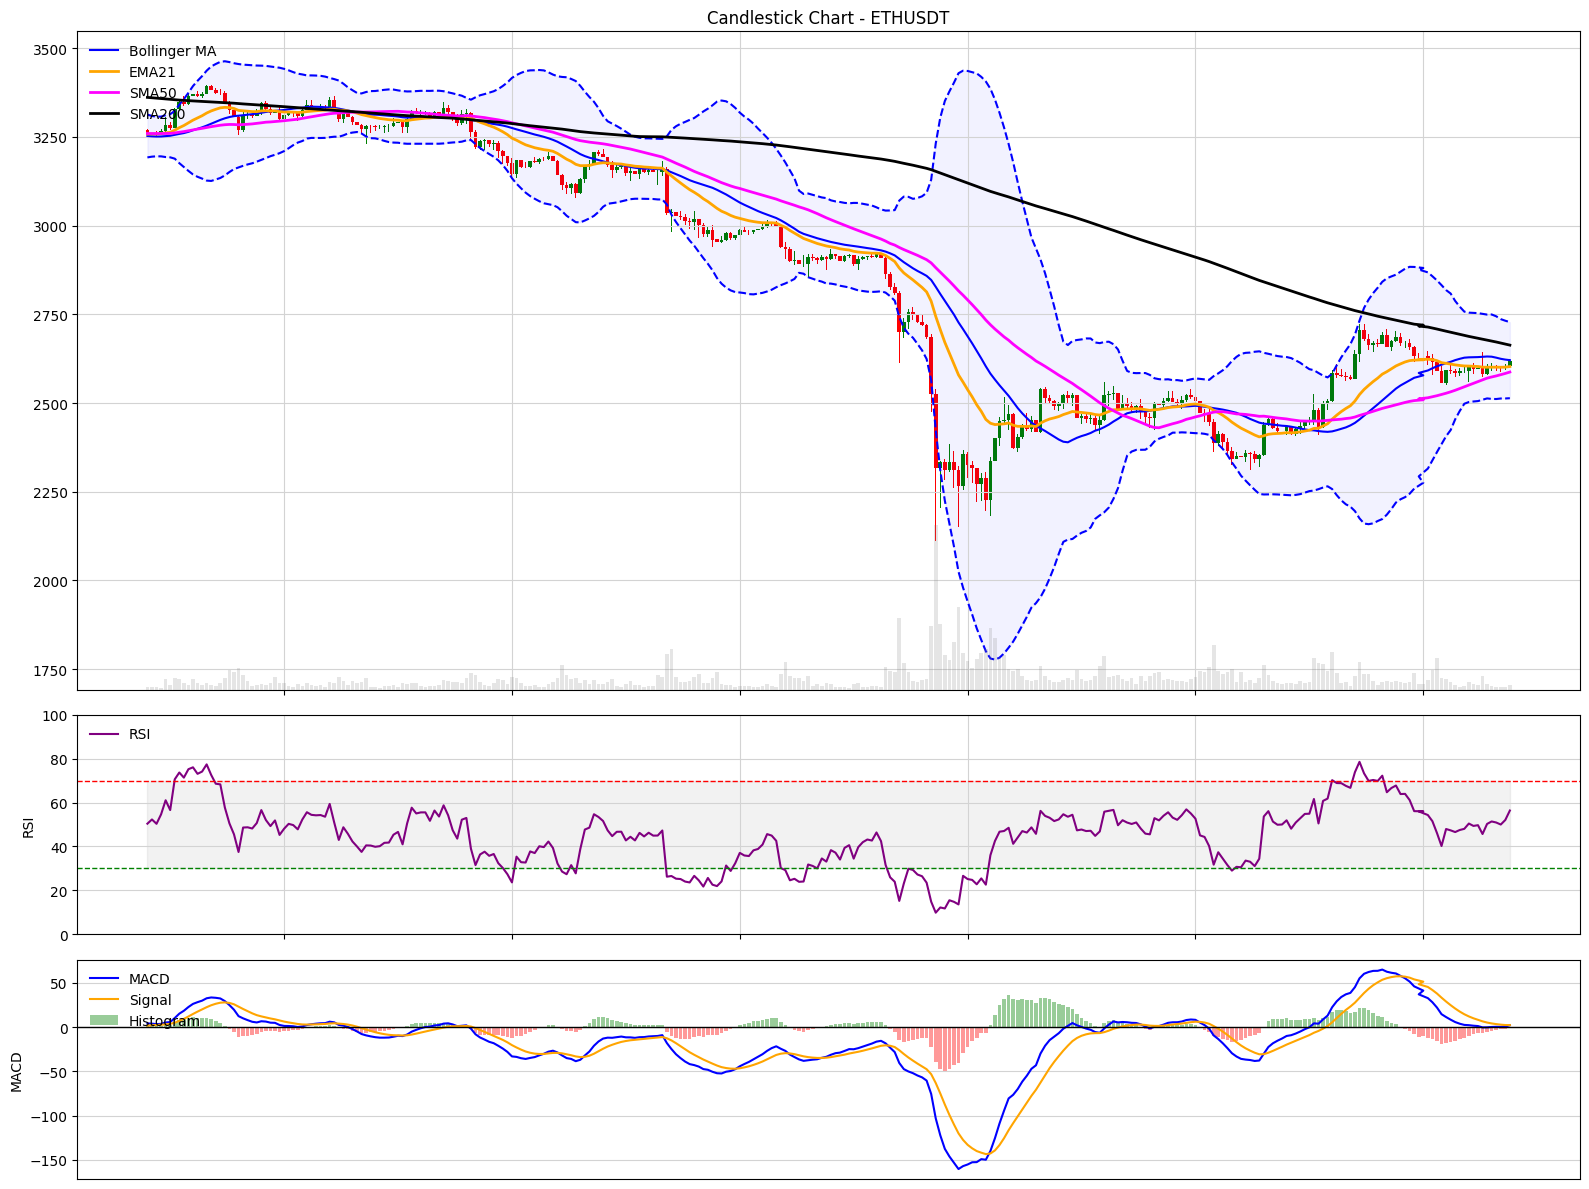 Candlestick Chart - ETHUSDT
Bollinger MA
EMA21
SMA50
SMA200
3500
3250
3000
2750
2500
2250
2000
1750
RSI
RSI
100
80
60
40
20
0
MACD
Signal
Histogram
MACD
50
0
−50
−100
−150